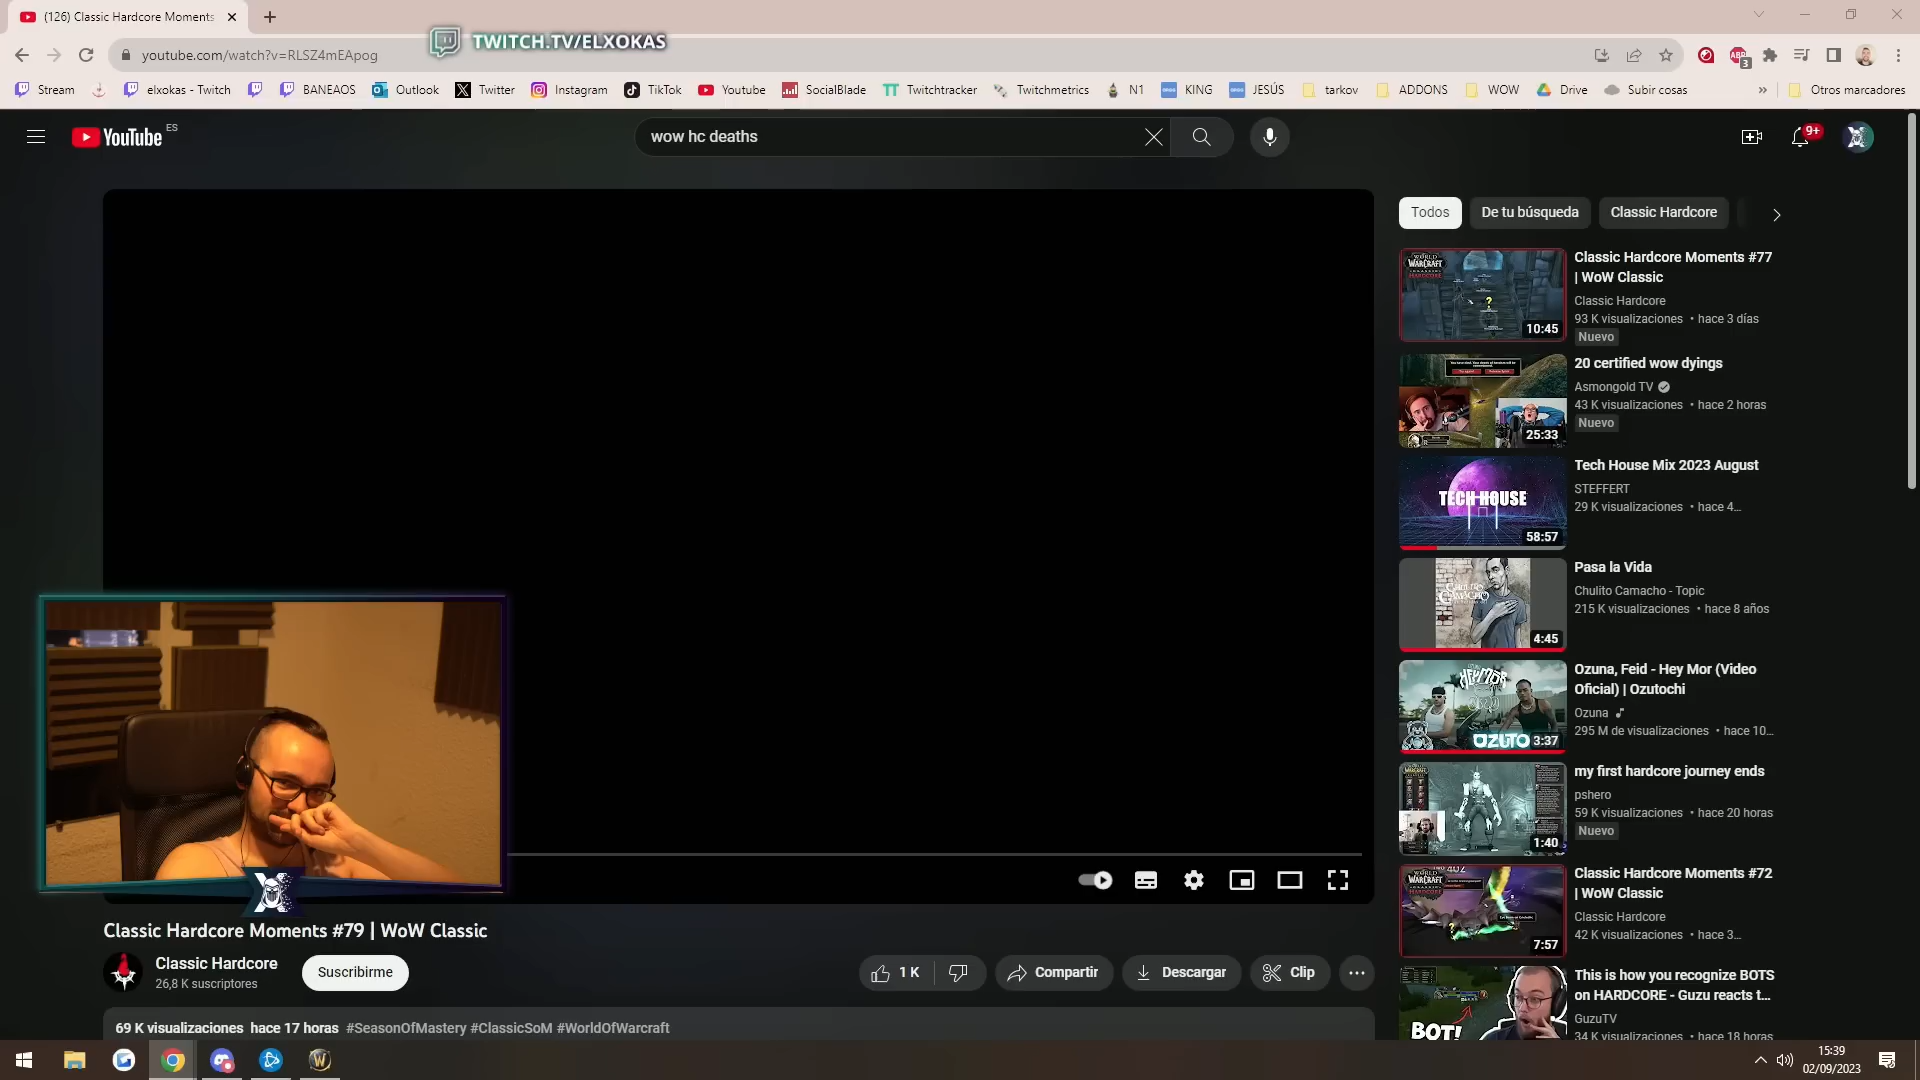 (126) Classic Hardcore Moments
TWITCH.TV/ELXOKAS
youtube.com/watch?v=RLSZ4mEApog
3
Stream
elxokas - Twitch
BANEAOS
Outlook
Twitter
Instagram
TikTok
Youtube
SocialBlade
Twitchtracker
Twitchmetrics
N1
KING
JESÚS
tarkov
ADDONS
WOW
Drive
Subir cosas
»
Otros marcadores
YouTube ES
wow hc deaths
9+
Todos
De tu búsqueda
Classic Hardcore
10:45
Classic Hardcore Moments #77
| WoW Classic
Classic Hardcore
93 K visualizaciones • hace 3 días
Nuevo
25:33
20 certified wow dyings
Asmongold TV
43 K visualizaciones • hace 2 horas
Nuevo
TECH HOUSE
58:57
Tech House Mix 2023 August
STEFFERT
29 K visualizaciones • hace 4...
4:45
Pasa la Vida
Chulito Camacho - Topic
215 K visualizaciones • hace 8 años
HEY MOR
OZUTO
3:37
Ozuna, Feid - Hey Mor (Video
Oficial) | Ozutochi
Ozuna
295 M de visualizaciones • hace 10...
1:40
my first hardcore journey ends
pshero
59 K visualizaciones • hace 20 horas
Nuevo
7:57
Classic Hardcore Moments #72
| WoW Classic
Classic Hardcore
42 K visualizaciones • hace 3...
BOT!
This is how you recognize BOTS
on HARDCORE - Guzu reacts t...
GuzuTV
34 K visualizaciones • hace 18 horas
Classic Hardcore Moments #79 | WoW Classic
Classic Hardcore
26,8 K suscriptores
Suscribirme
1 K
Compartir
Descargar
Clip
69 K visualizaciones hace 17 horas #SeasonOfMastery #ClassicSoM #WorldOfWarcraft
15:39
02/09/2023